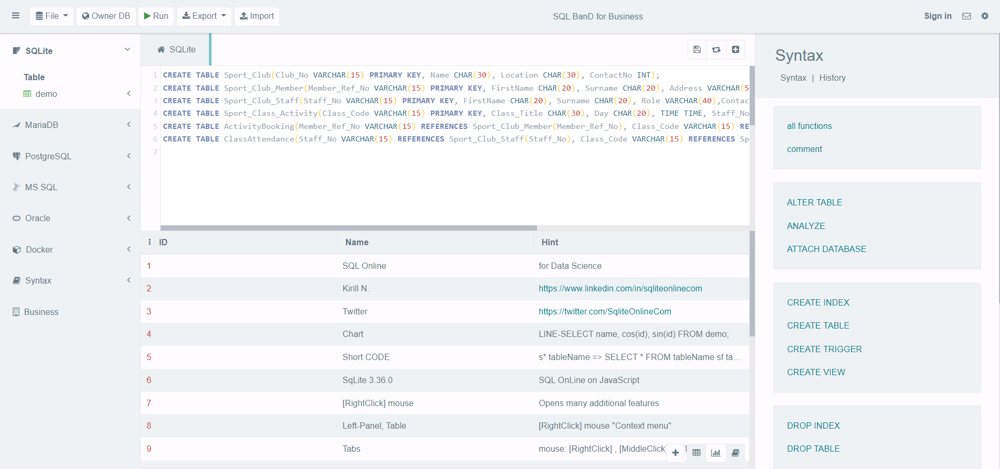 File Owner DB Run Export Import SQL.BanD for Business Sign in
SQLite
Table
demo
MariaDB
PostgreSQL
MS SQL
Oracle
Docker
Syntax
Business
SQLite
1 CREATE TABLE Sport_Club(Club_No VARCHAR(15) PRIMARY KEY, Name CHAR(30), Location CHAR(30), ContactNo INT);
2 CREATE TABLE Sport_Club_Member(Member_Ref_No VARCHAR(15) PRIMARY KEY, FirstName CHAR(20), Surname CHAR(20), Address VARCHAR(5
3 CREATE TABLE Sport_Club_Staff(Staff_No VARCHAR(15) PRIMARY KEY, FirstName CHAR(20), Surname CHAR(20), Role VARCHAR(40),Contac
4 CREATE TABLE Sport_Class_Activity(Class_Code VARCHAR(15) PRIMARY KEY, Class_Title CHAR(30), Day CHAR(20), TIME TIME, Staff_No
5 CREATE TABLE ActivityBooking(Member_Ref_No VARCHAR(15) REFERENCES Sport_Club_Member(Member_Ref_No), Class_Code VARCHAR(15) RE
6 CREATE TABLE ClassAttendance(Staff_No VARCHAR(15) REFERENCES Sport_Club_Staff(Staff_No), Class_Code VARCHAR(15) REFERENCES Sp
7
ID Name Hint
1 SQL Online for Data Science
2 Kirill N. https://www.linkedin.com/in/sqliteonlinecom
3 Twitter https://twitter.com/SqliteOnlineCom
4 Chart LINE-SELECT name, cos(id), sin(id) FROM demo;
5 Short CODE s* tableName => SELECT * FROM tableName sf ta…
6 SqLite 3.36.0 SQL OnLine on JavaScript
7 [RightClick] mouse Opens many additional features
8 Left-Panel, Table [RightClick] mouse "Context menu"
9 Tabs mouse: [RightClick] , [MiddleClick]
Syntax
Syntax | History
all functions
comment
ALTER TABLE
ANALYZE
ATTACH DATABASE
CREATE INDEX
CREATE TABLE
CREATE TRIGGER
CREATE VIEW
DROP INDEX
DROP TABLE